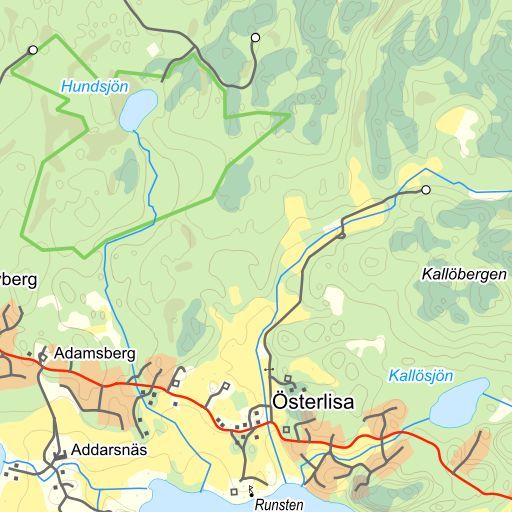 Hundsjön
Kallöbergen
berg
Adamsberg
Kallösjön
Österlisa
Addarsnäs
Runsten